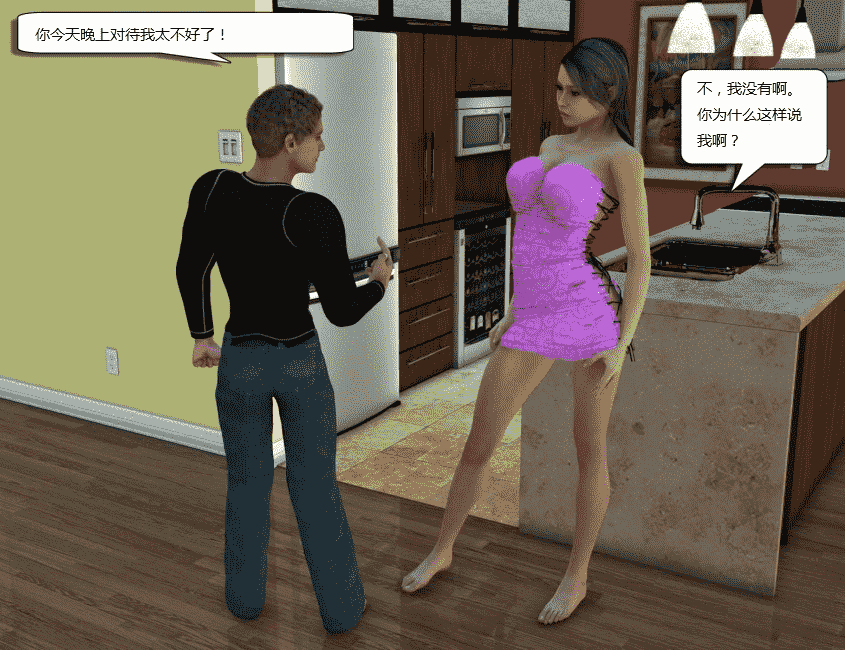 你今天晚上对待我太不好了！
不，我没有啊。
你为什么这样说
我啊？